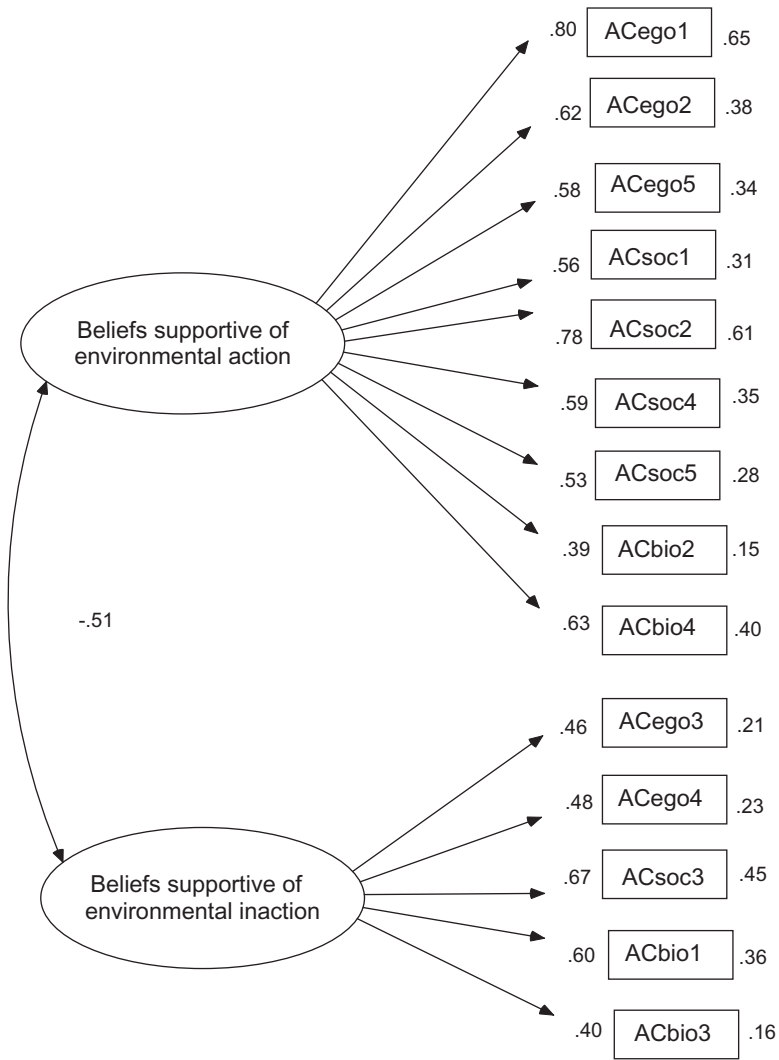 .80 ACego1 .65
.62 ACego2 .38
.58 ACego5 .34
.56 ACsoc1 .31
Beliefs supportive of
environmental action
.78 ACsoc2 .61
.59 ACsoc4 .35
.53 ACsoc5 .28
.39 ACbio2 .15
-.51
.63 ACbio4 .40
.46 ACego3 .21
.48 ACego4 .23
Beliefs supportive of
environmental inaction
.67 ACsoc3 .45
.60 ACbio1 .36
.40 ACbio3 .16